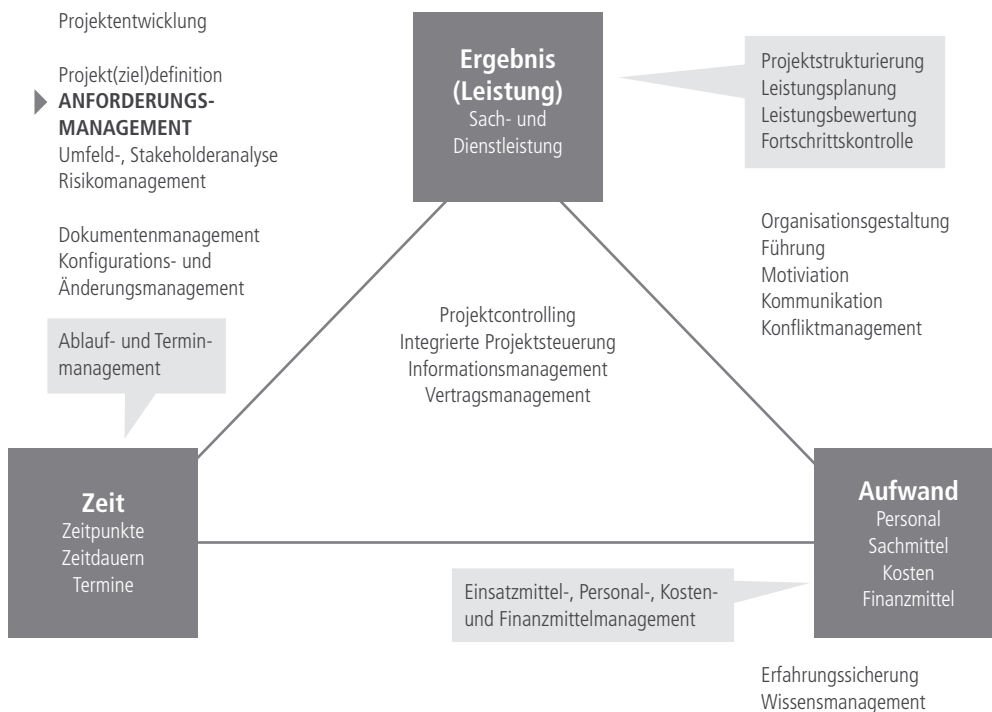 Projektentwicklung
Projekt(ziel)definition
ANFORDERUNGS-
MANAGEMENT
Umfeld-, Stakeholderanalyse
Risikomanagement
Dokumentenmanagement
Konfigurations- und
Änderungsmanagement
Ablauf- und Termin-
management
Ergebnis
(Leistung)
Sach- und
Dienstleistung
Projektstrukturierung
Leistungsplanung
Leistungsbewertung
Fortschrittskontrolle
Organisationsgestaltung
Führung
Motiviation
Kommunikation
Konfliktmanagement
Projektcontrolling
Integrierte Projektsteuerung
Informationsmanagement
Vertragsmanagement
Zeit
Zeitpunkte
Zeitdauern
Termine
Aufwand
Personal
Sachmittel
Kosten
Finanzmittel
Einsatzmittel-, Personal-, Kosten-
und Finanzmittelmanagement
Erfahrungssicherung
Wissensmanagement